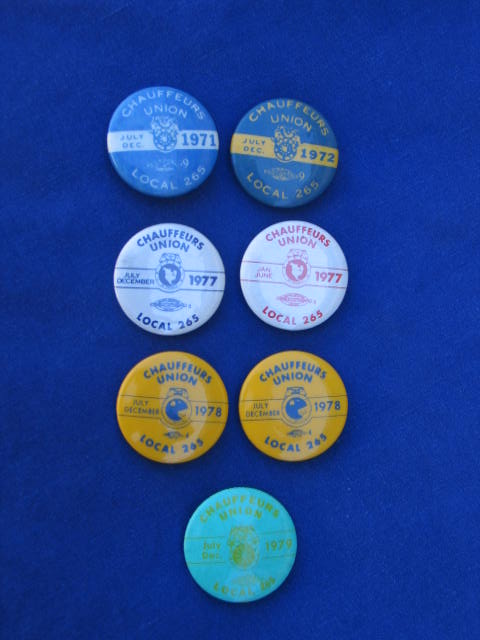 CHAUFFEURS
UNION
JULY
DEC. 1971
LOCAL 265
CHAUFFEURS
UNION
JULY
DEC. 1972
LOCAL 265
CHAUFFEURS
UNION
JULY
DECEMBER 1977
LOCAL 265
CHAUFFEURS
UNION
JAN
JUNE 1977
LOCAL 265
CHAUFFEURS
UNION
JULY
DECEMBER 1978
LOCAL 265
CHAUFFEURS
UNION
JULY
DECEMBER 1978
LOCAL 265
CHAUFFEURS
UNION
July
Dec. 1979
LOCAL 265